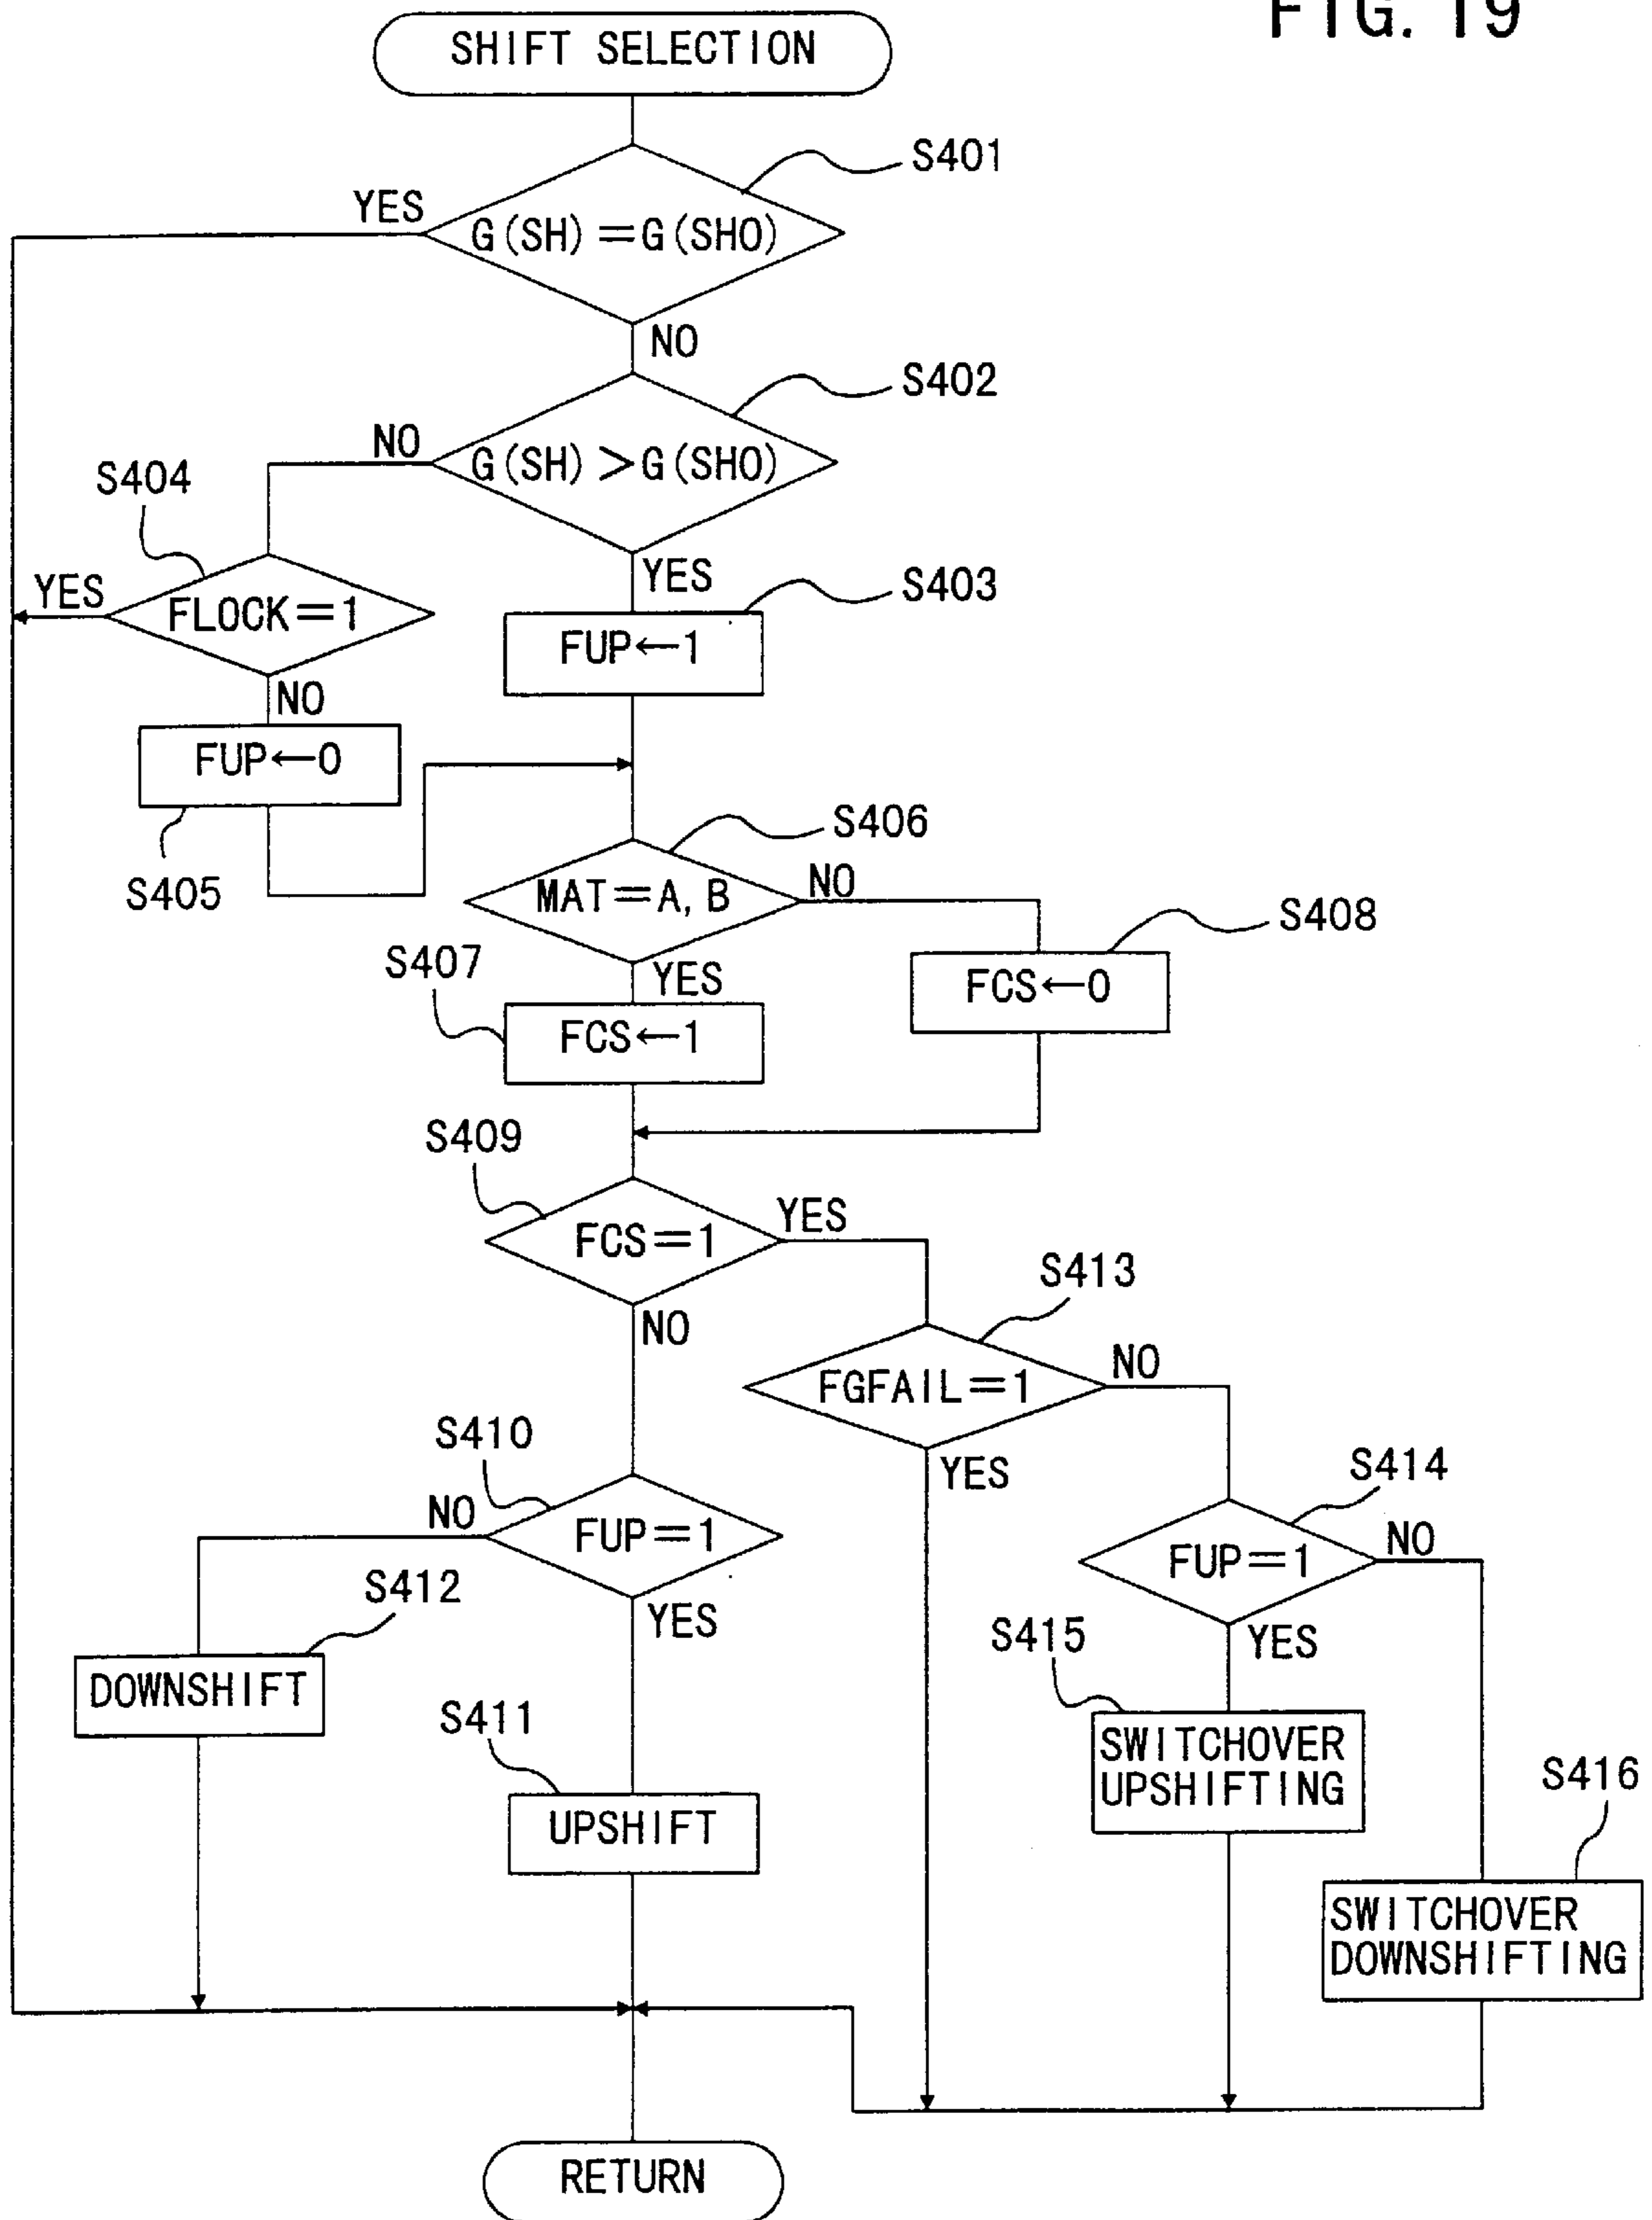 FIG. 19
SHIFT SELECTION
S401
YES
G(SH)=G(SHO)
NO
S402
NO
G(SH)>G(SHO)
S404
YES
YES
S403
FLOCK=1
FUP←1
NO
FUP←0
S406
S405
MAT=A, B
NO
S408
S407
YES
FCS←0
FCS←1
S409
YES
FCS=1
S413
NO
NO
FGFAIL=1
S410
YES
S414
NO
FUP=1
NO
FUP=1
S412
YES
S415
YES
DOWNSHIFT
S411
SWITCHOVER
UPSHIFTING
S416
UPSHIFT
SWITCHOVER
DOWNSHIFTING
RETURN